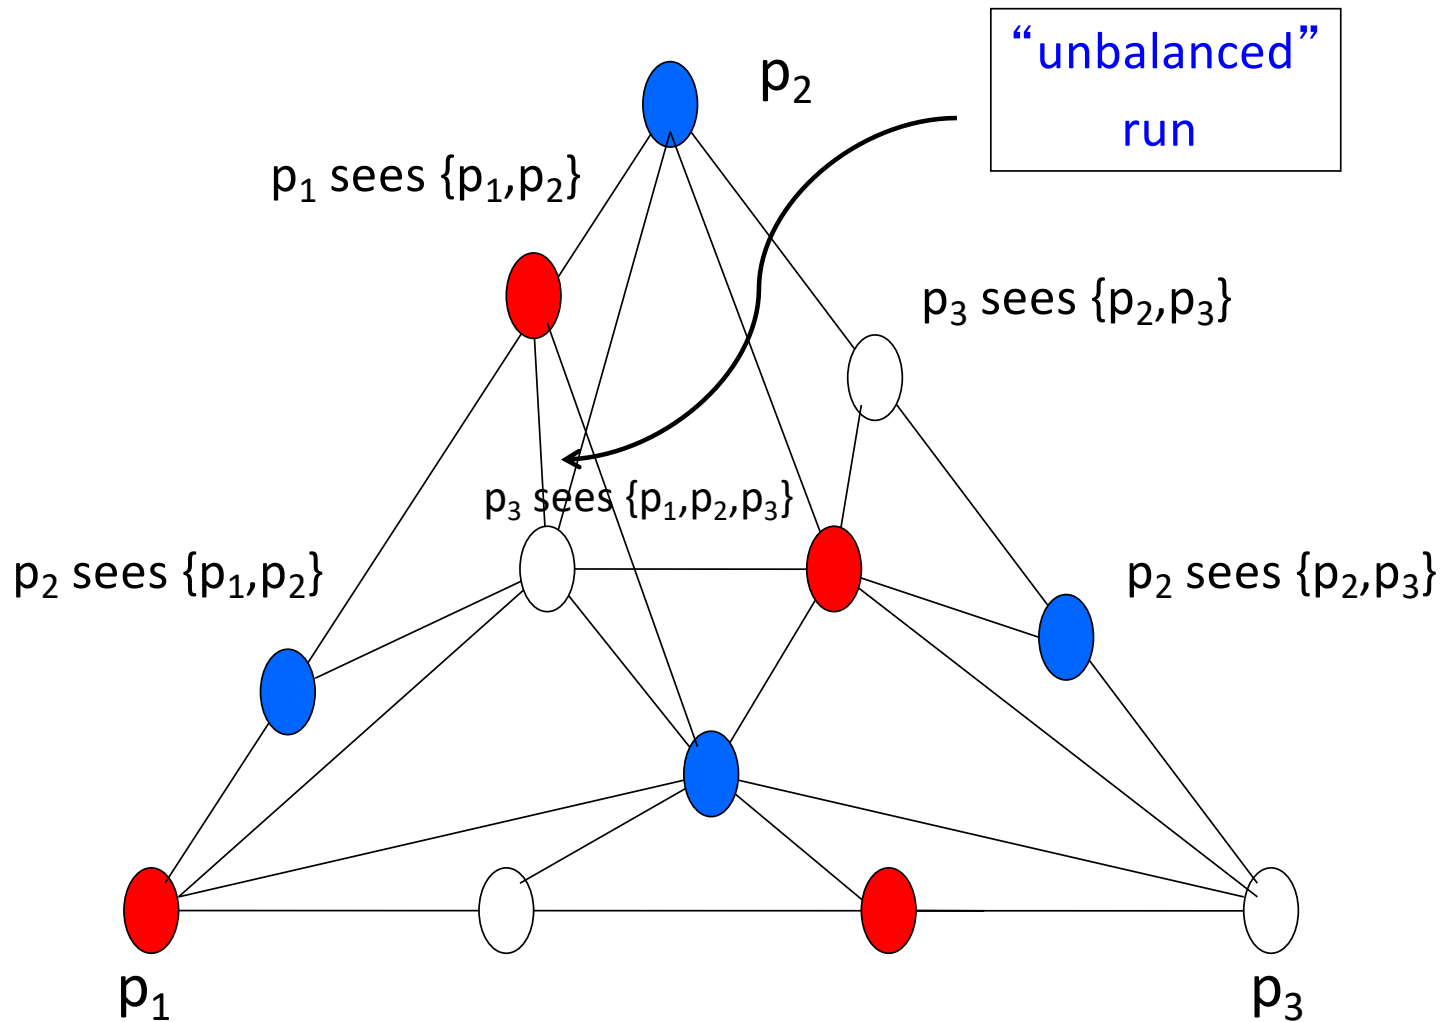 “unbalanced”
run
p₂
p₁ sees {p₁,p₂}
p₃ sees {p₂,p₃}
p₃ sees {p₁,p₂,p₃}
p₂ sees {p₁,p₂}
p₂ sees {p₂,p₃}
p₁
p₃